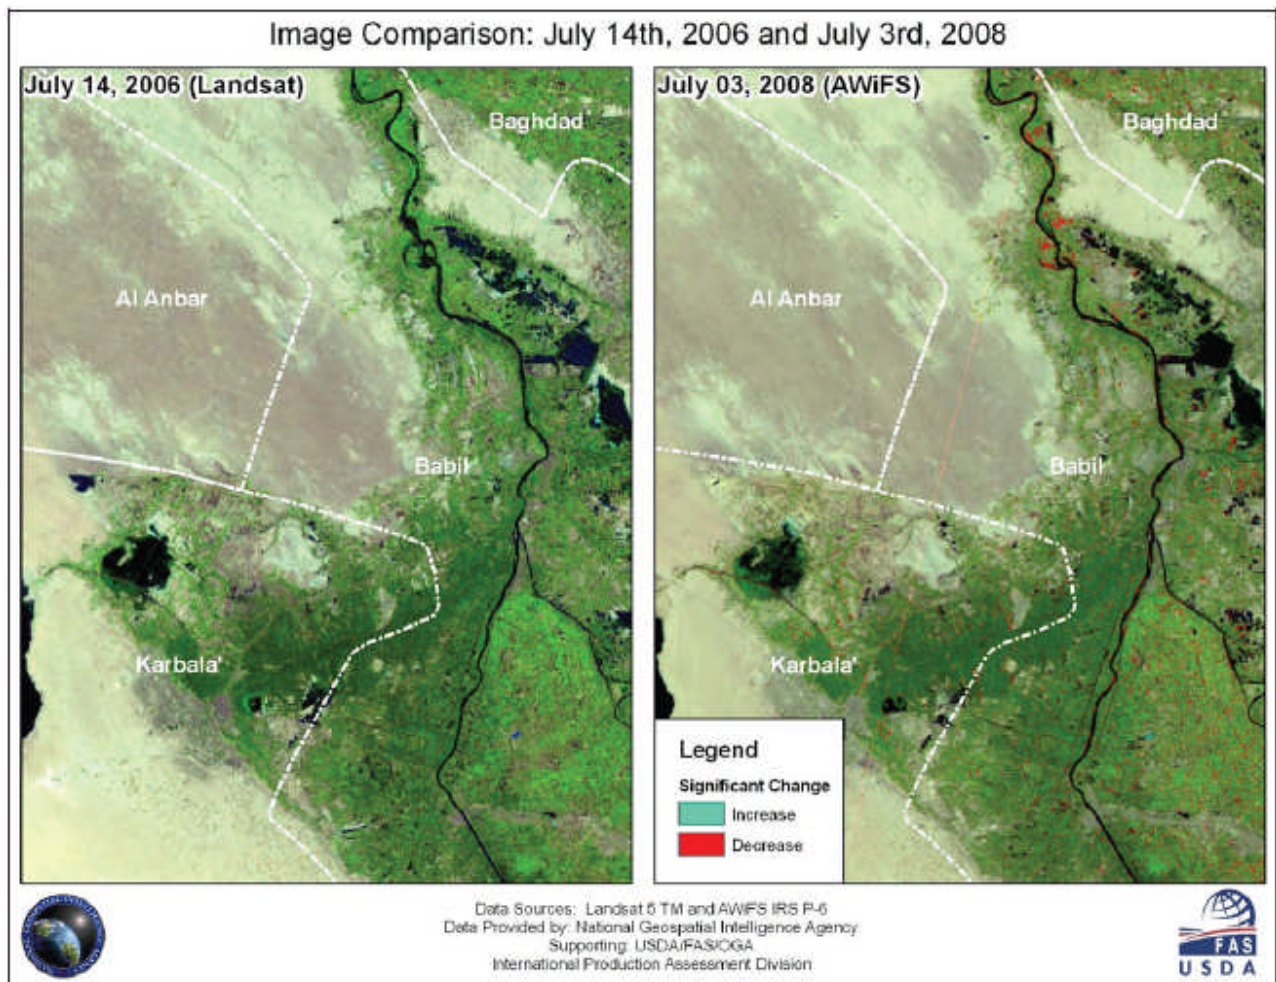 Image Comparison: July 14th, 2006 and July 3rd, 2008
July 14, 2006 (Landsat)
Baghdad
Al Anbar
Babil
Karbala'
July 03, 2008 (AWiFS)
Baghdad
Al Anbar
Babil
Karbala'
Legend
Significant Change
Increase
Decrease
Data Sources: Landsat 5 TM and AWiFS IRS P-6
Data Provided by: National Geospatial Intelligence Agency
Supporting: USDA/FAS/OGA
International Production Assessment Division
FAS
USDA